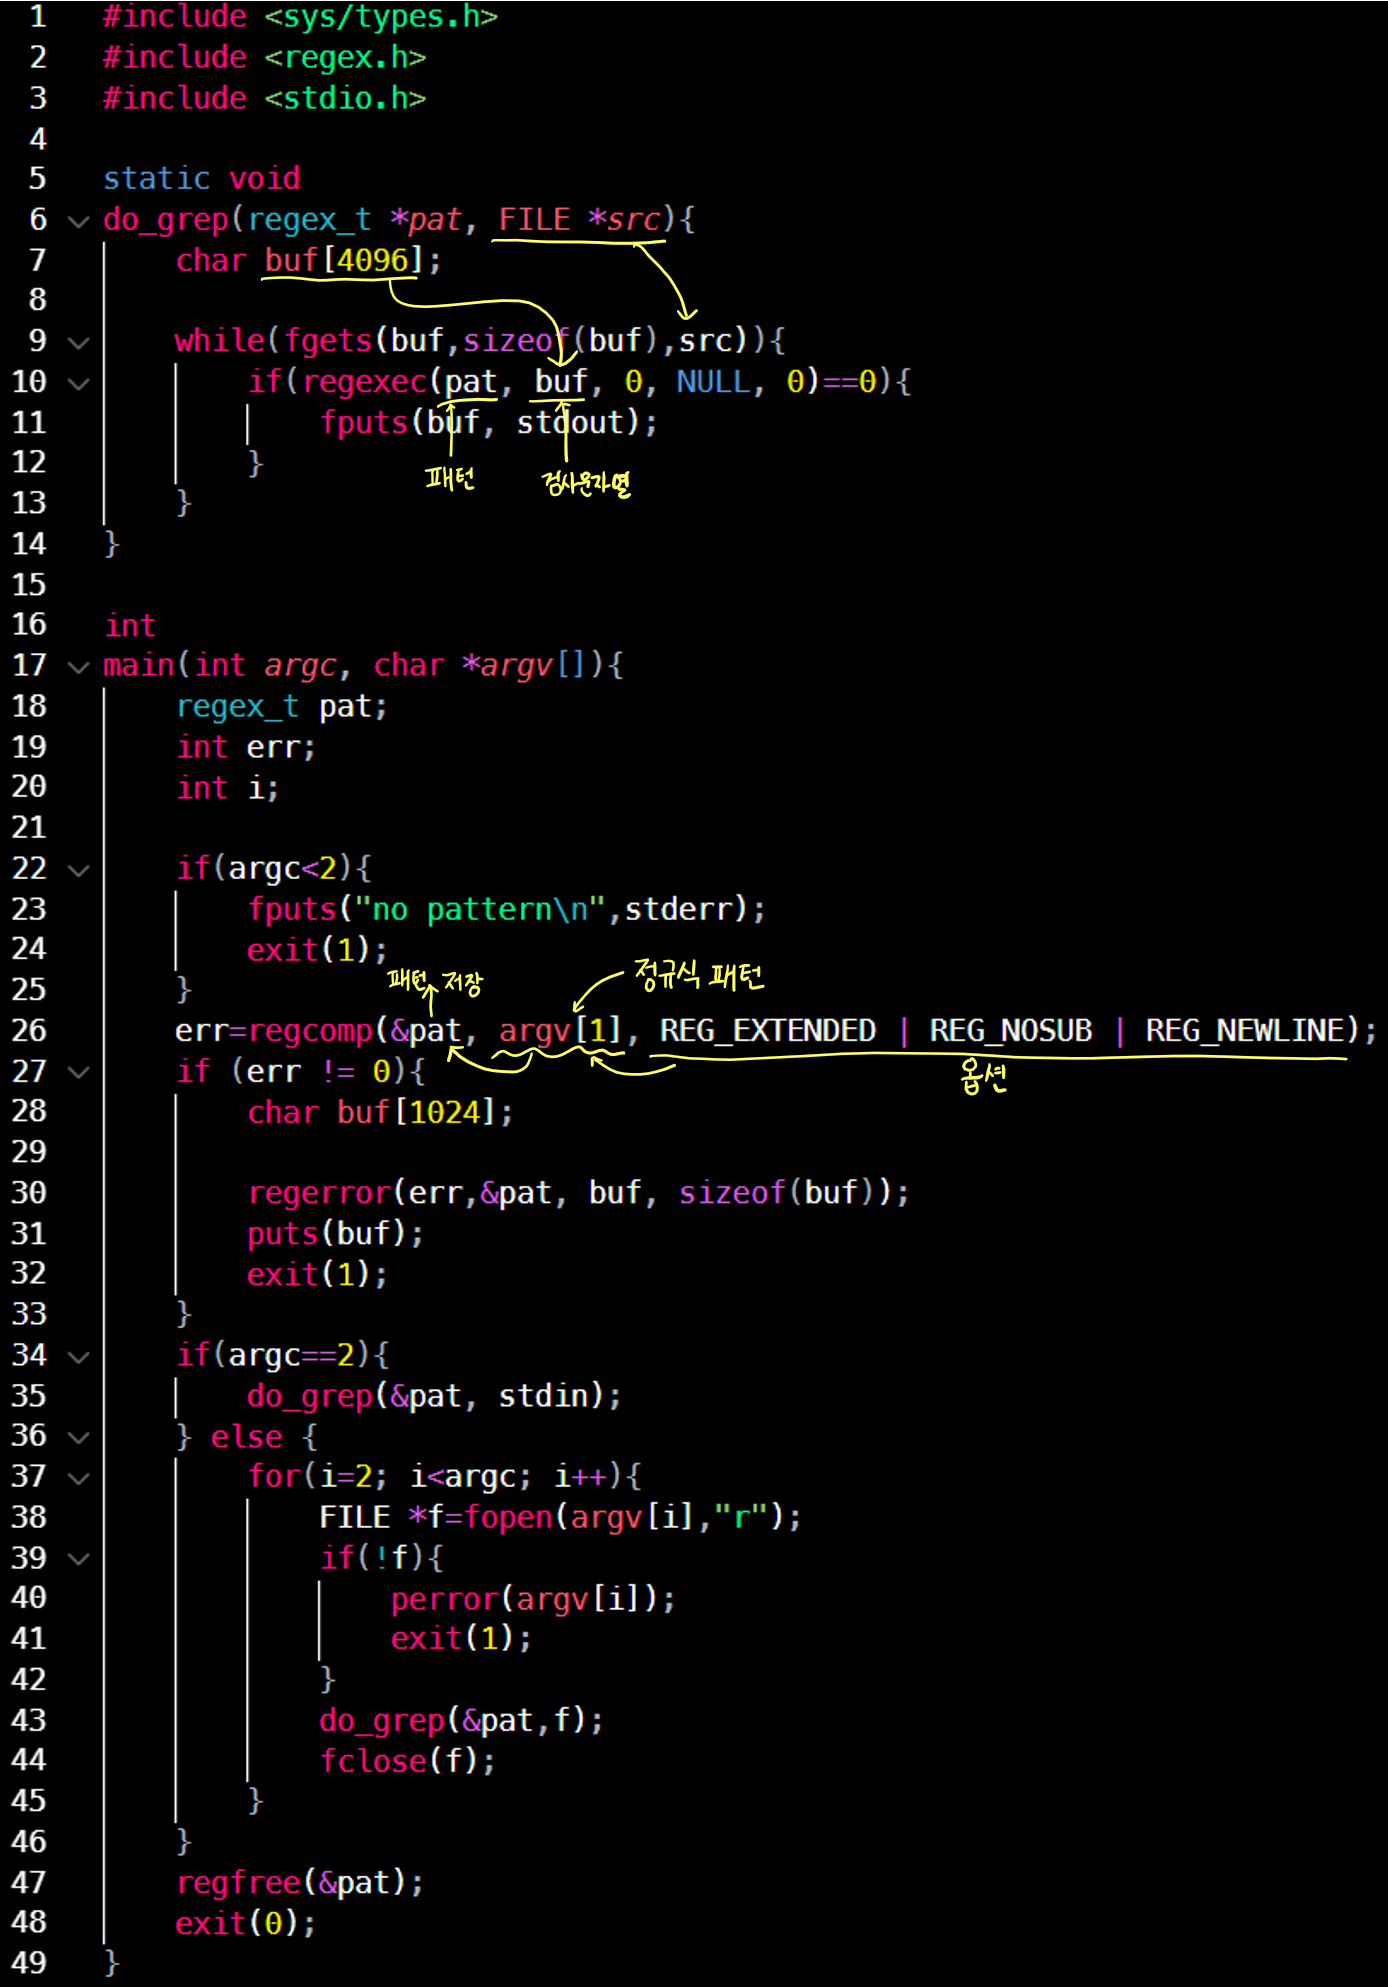 1 #include <sys/types.h>
2 #include <regex.h>
3 #include <stdio.h>
4
5 static void
6 do_grep(regex_t *pat, FILE *src){
7 char buf[4096];
8
9 while(fgets(buf,sizeof(buf),src)){
10 if(regexec(pat, buf, 0, NULL, 0)==0){
11 fputs(buf, stdout);
12 }
패턴 검사문자열
13 }
14 }
15
16 int
17 main(int argc, char *argv[]){
18 regex_t pat;
19 int err;
20 int i;
21
22 if(argc<2){
23 fputs("no pattern\n",stderr);
24 exit(1);
패턴 저장 정규식 패턴
25 }
26 err=regcomp(&pat, argv[1], REG_EXTENDED | REG_NOSUB | REG_NEWLINE);
27 if (err != 0){
옵션
28 char buf[1024];
29
30 regerror(err,&pat, buf, sizeof(buf));
31 puts(buf);
32 exit(1);
33 }
34 if(argc==2){
35 do_grep(&pat, stdin);
36 } else {
37 for(i=2; i<argc; i++){
38 FILE *f=fopen(argv[i],"r");
39 if(!f){
40 perror(argv[i]);
41 exit(1);
42 }
43 do_grep(&pat,f);
44 fclose(f);
45 }
46 }
47 regfree(&pat);
48 exit(0);
49 }